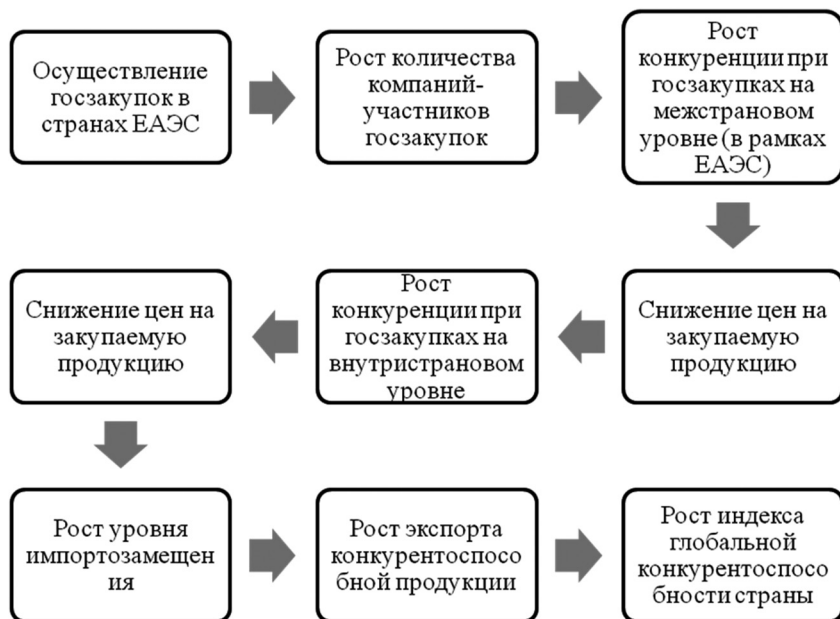 Осуществление
госзакупок в
странах ЕАЭС
Рост количества
компаний-
участников
госзакупок
Рост
конкуренции при
госзакупках на
межстрановом
уровне (в рамках
ЕАЭС)
Снижение цен на
закупаемую
продукцию
Рост
конкуренции при
госзакупках на
внутристрановом
уровне
Снижение цен на
закупаемую
продукцию
Рост уровня
импортозамещен
ия
Рост экспорта
конкурентоспосо
бной продукции
Рост индекса
глобальной
конкурентоспосо
бности страны